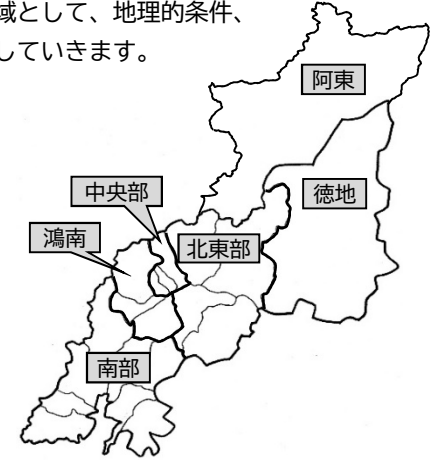 域として、地理的条件、
していきます。
阿東
徳地
中央部
鴻南
北東部
南部